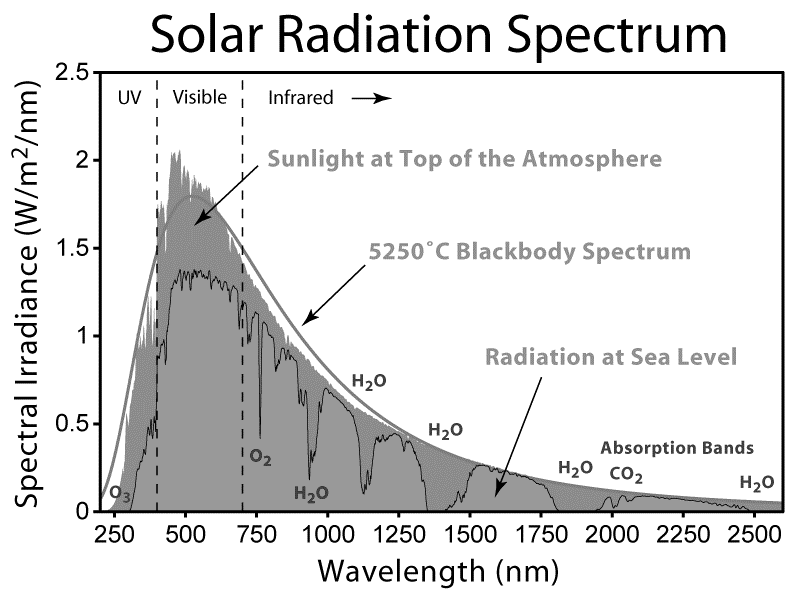 Solar Radiation Spectrum
Spectral Irradiance (W/m²/nm)
2.5
2
1.5
1
0.5
0
UV
Visible
Infrared
Sunlight at Top of the Atmosphere
5250˚C Blackbody Spectrum
Radiation at Sea Level
H₂O
H₂O
Absorption Bands
H₂O
CO₂
H₂O
O₂
O₃
H₂O
250 500 750 1000 1250 1500 1750 2000 2250 2500
Wavelength (nm)